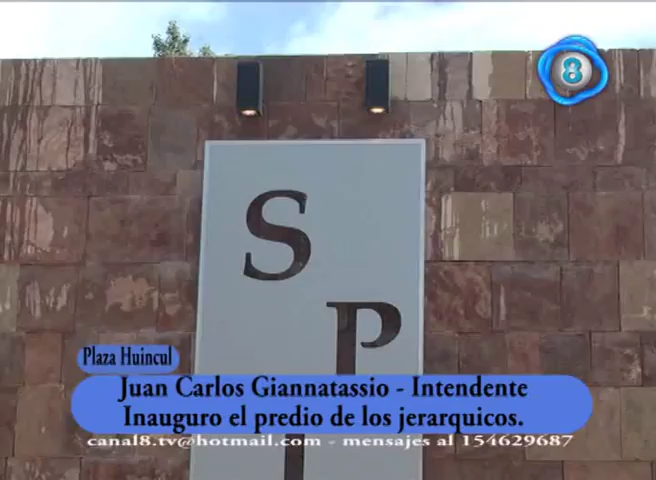 8
S
P
Plaza Huincul
Juan Carlos Giannatassio - Intendente
Inauguro el predio de los jerarquicos.
canal8.tv@hotmail.com - mensajes al 154629687